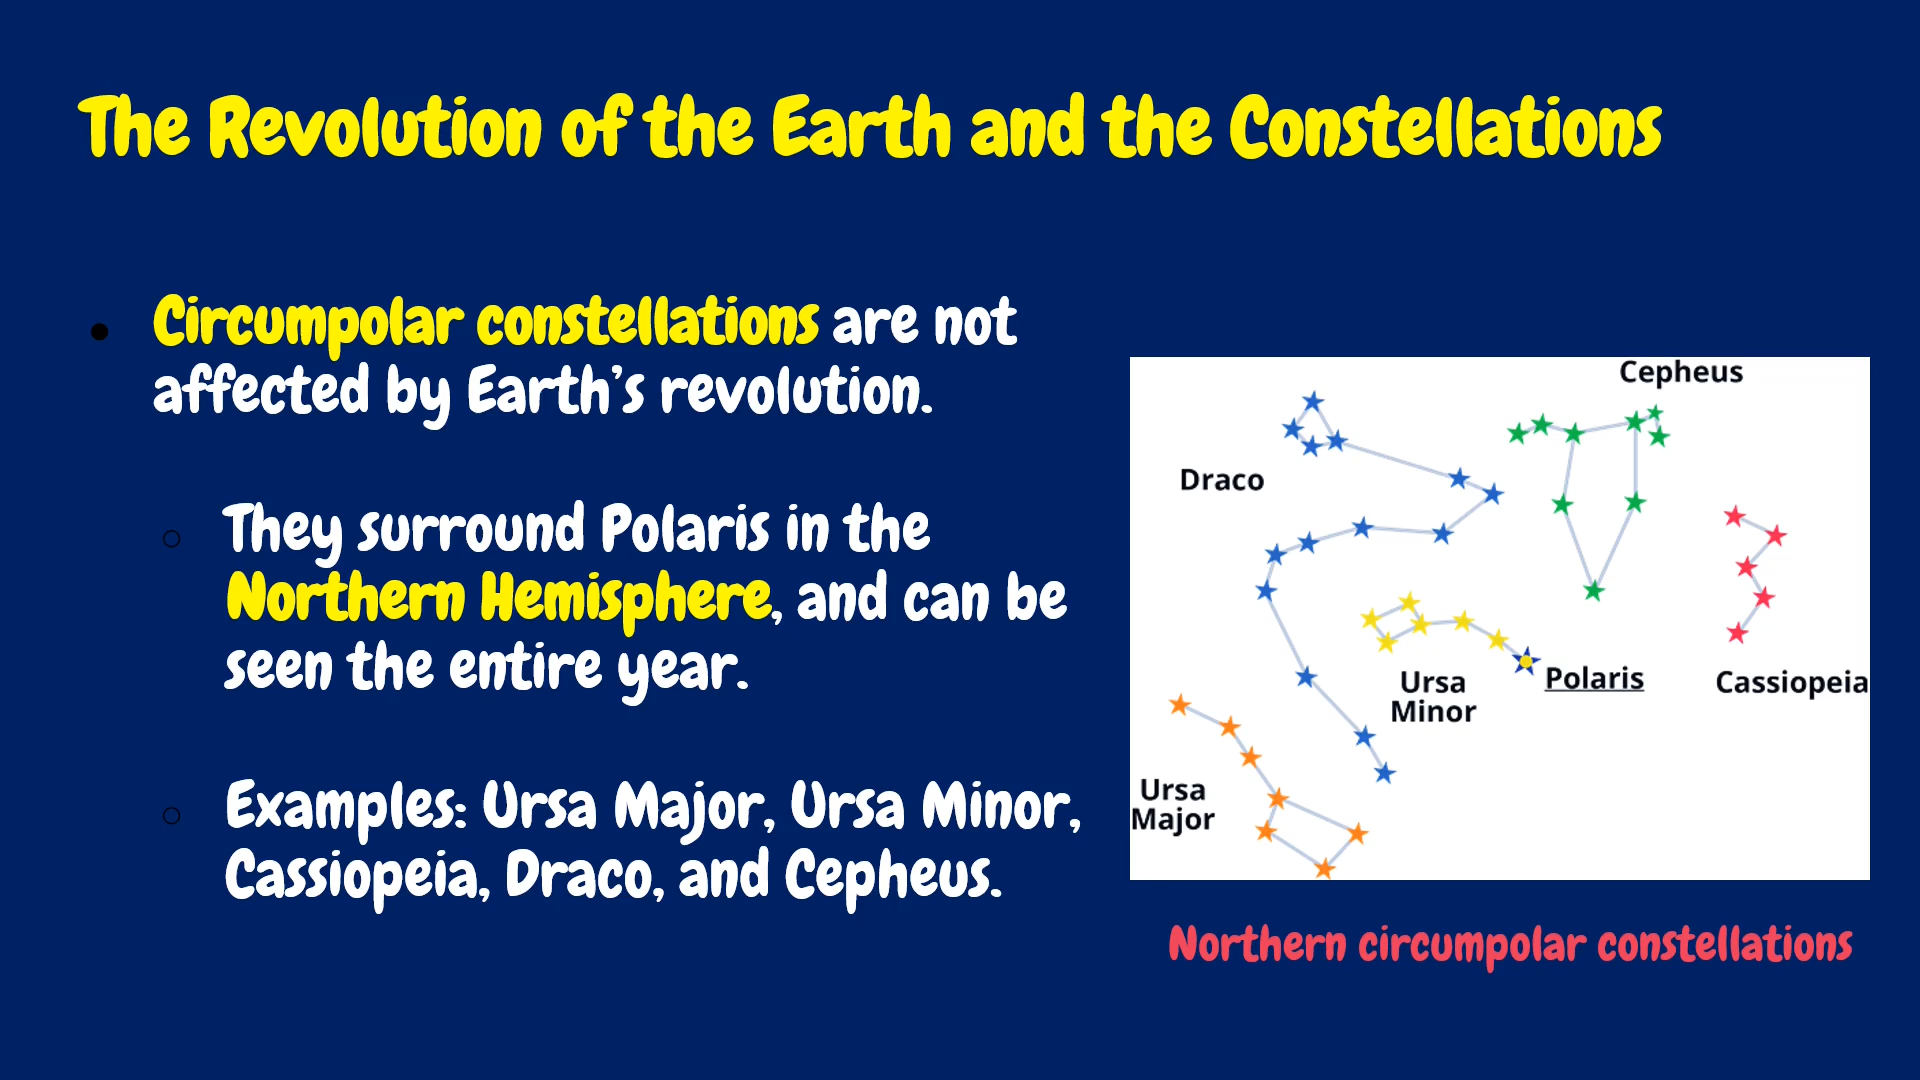 The Revolution of the Earth and the Constellations
Circumpolar constellations are not
affected by Earth’s revolution.
They surround Polaris in the
Northern Hemisphere, and can be
seen the entire year.
Examples: Ursa Major, Ursa Minor,
Cassiopeia, Draco, and Cepheus.
Cepheus
Draco
Ursa
Minor
Polaris
Cassiopeia
Ursa
Major
Northern circumpolar constellations